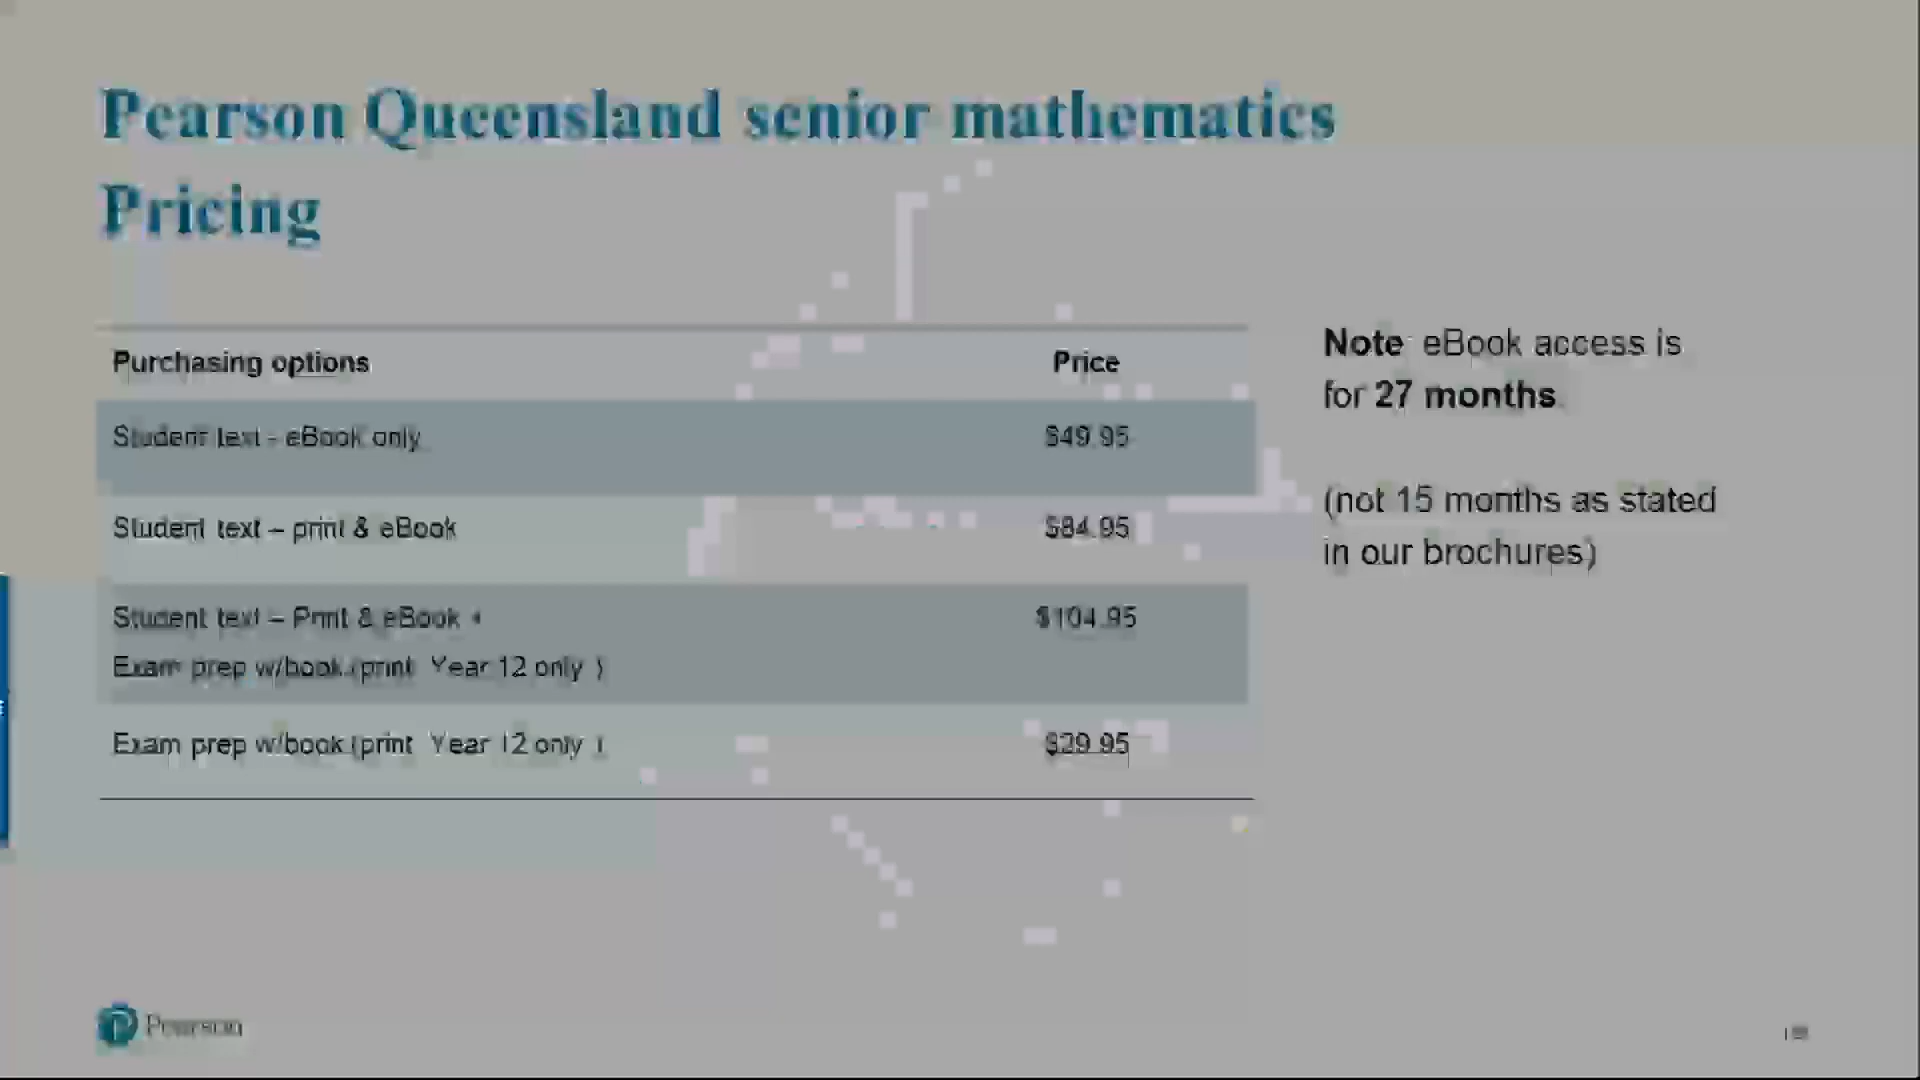 Pearson Queensland senior mathematics
Pricing
Purchasing options Price
Student text - eBook only $49.95
Student text – print & eBook $84.95
Student text – Print & eBook + $104.95
Exam prep w/book (print Year 12 only )
Exam prep w/book (print Year 12 only ) $29.95
Note: eBook access is
for 27 months.
(not 15 months as stated
in our brochures)
Pearson